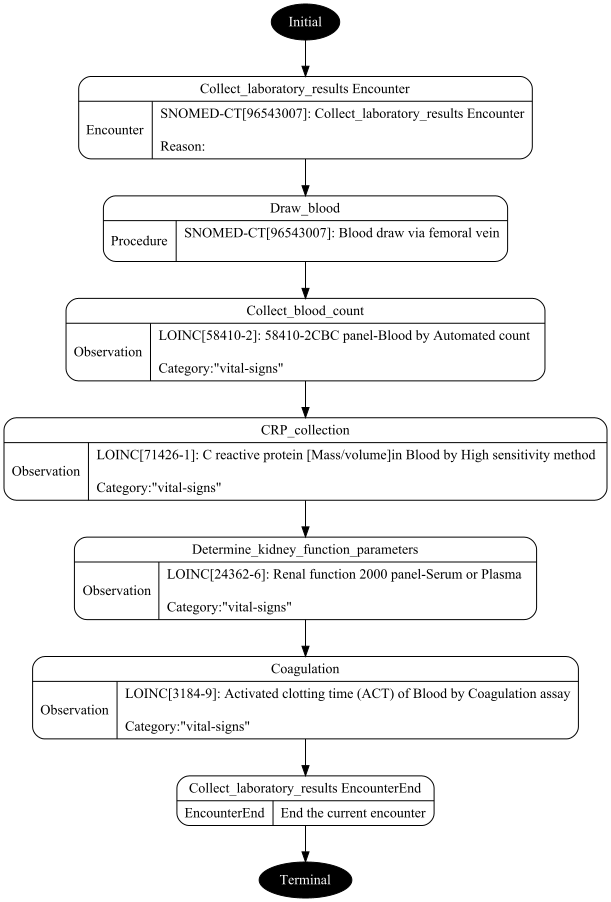 Initial
Collect_laboratory_results Encounter
Encounter
SNOMED-CT[96543007]: Collect_laboratory_results Encounter
Reason:
Draw_blood
Procedure
SNOMED-CT[96543007]: Blood draw via femoral vein
Collect_blood_count
Observation
LOINC[58410-2]: 58410-2CBC panel-Blood by Automated count
Category:"vital-signs"
CRP_collection
Observation
LOINC[71426-1]: C reactive protein [Mass/volume]in Blood by High sensitivity method
Category:"vital-signs"
Determine_kidney_function_parameters
Observation
LOINC[24362-6]: Renal function 2000 panel-Serum or Plasma
Category:"vital-signs"
Coagulation
Observation
LOINC[3184-9]: Activated clotting time (ACT) of Blood by Coagulation assay
Category:"vital-signs"
Collect_laboratory_results EncounterEnd
EncounterEnd
End the current encounter
Terminal